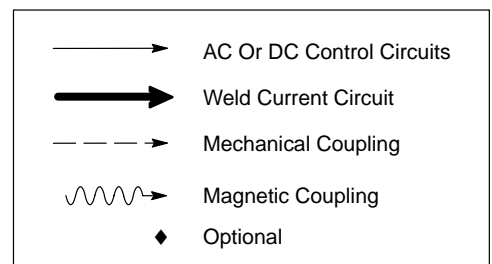 AC Or DC Control Circuits
Weld Current Circuit
Mechanical Coupling
Magnetic Coupling
Optional